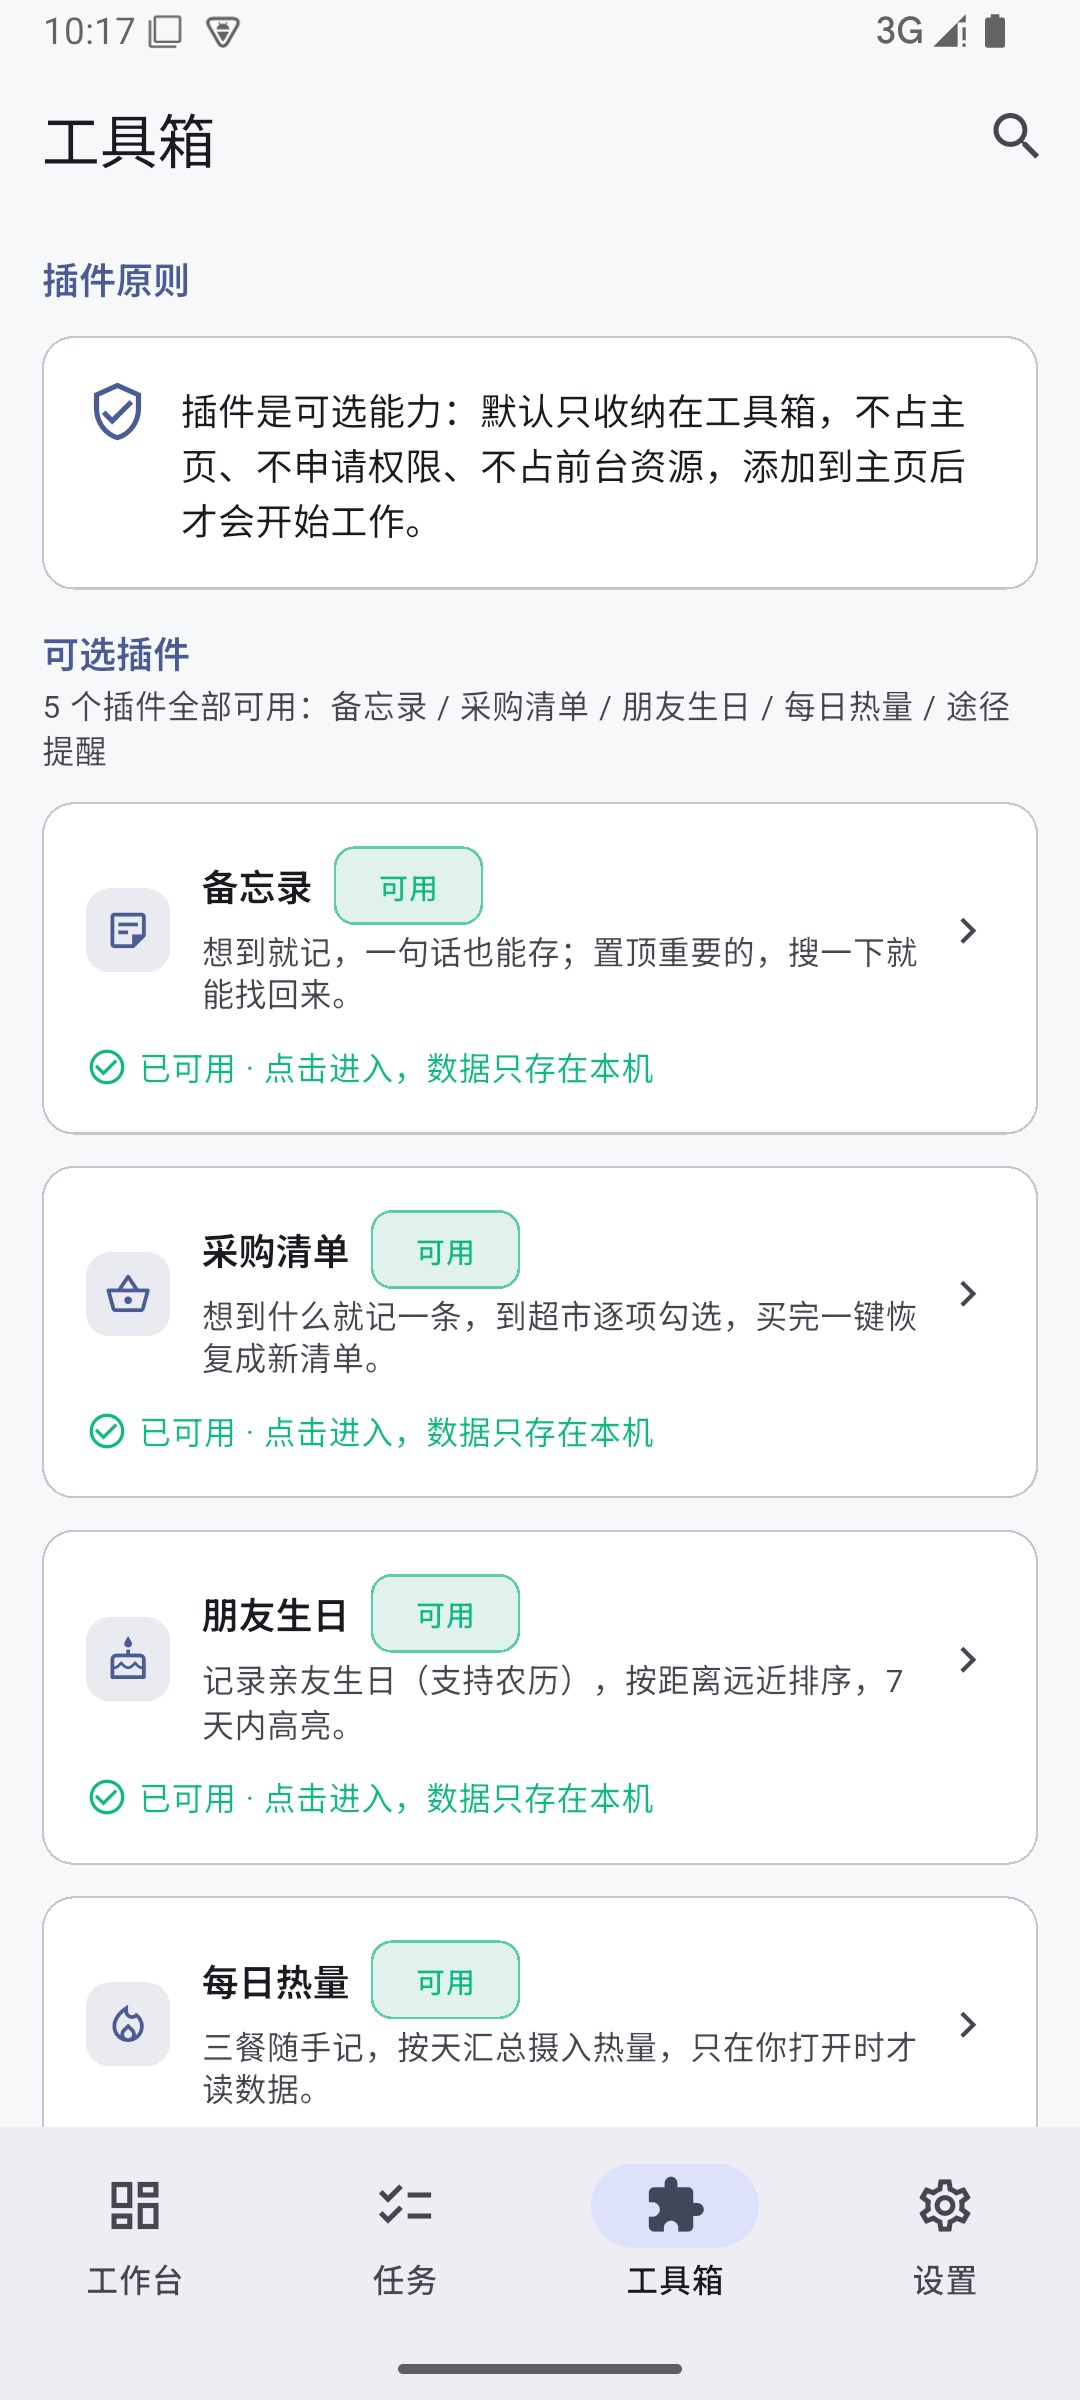 10:17
3G
工具箱
插件原则
插件是可选能力：默认只收纳在工具箱，不占主
页、不申请权限、不占前台资源，添加到主页后
才会开始工作。
可选插件
5 个插件全部可用：备忘录 / 采购清单 / 朋友生日 / 每日热量 / 途径
提醒
备忘录
可用
想到就记，一句话也能存；置顶重要的，搜一下就
能找回来。
已可用 · 点击进入，数据只存在本机
采购清单
可用
想到什么就记一条，到超市逐项勾选，买完一键恢
复成新清单。
已可用 · 点击进入，数据只存在本机
朋友生日
可用
记录亲友生日（支持农历），按距离远近排序，7
天内高亮。
已可用 · 点击进入，数据只存在本机
每日热量
可用
三餐随手记，按天汇总摄入热量，只在你打开时才
读数据。
工作台
任务
工具箱
设置